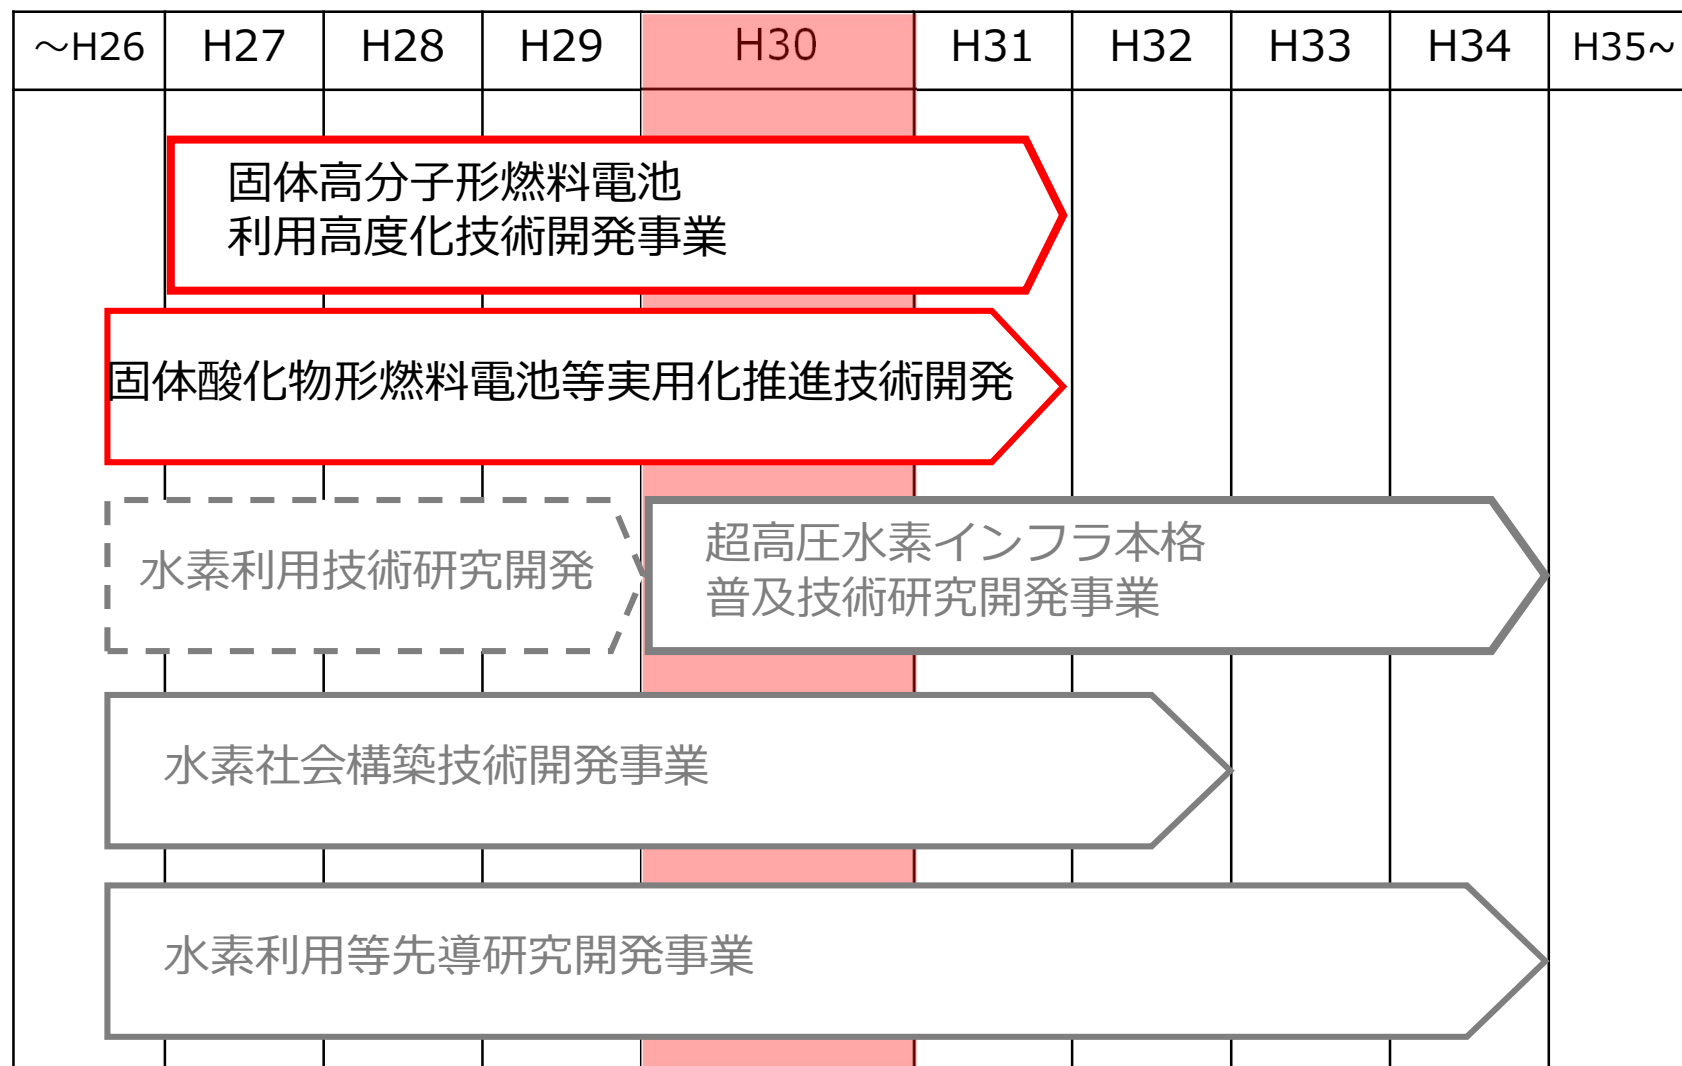 ～H26 H27 H28 H29 H30 H31 H32 H33 H34 H35~
固体高分子形燃料電池
利用高度化技術開発事業
固体酸化物形燃料電池等実用化推進技術開発
水素利用技術研究開発
超高圧水素インフラ本格
普及技術研究開発事業
水素社会構築技術開発事業
水素利用等先導研究開発事業